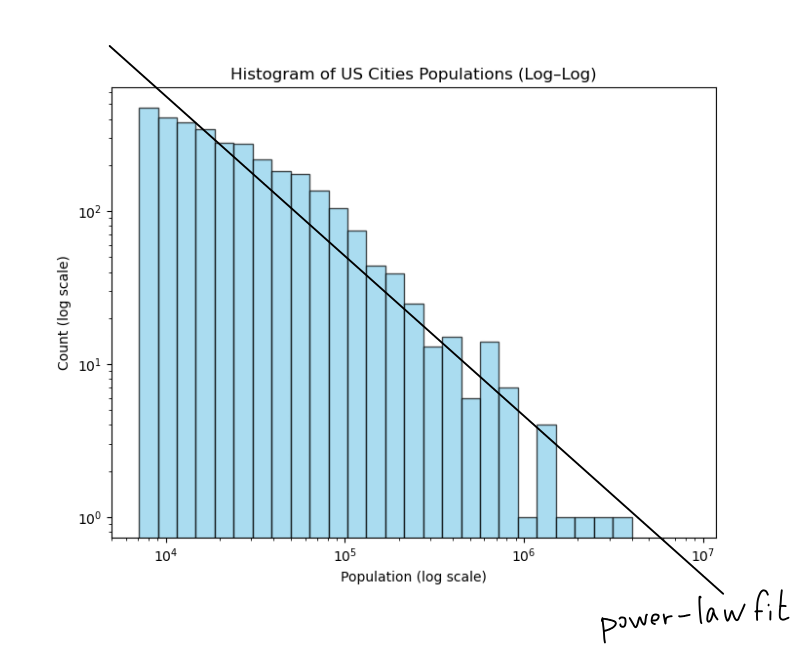 Histogram of US Cities Populations (Log–Log)
Count (log scale)
10²
10¹
10⁰
10⁴ 10⁵ 10⁶ 10⁷
Population (log scale)
power-law fit